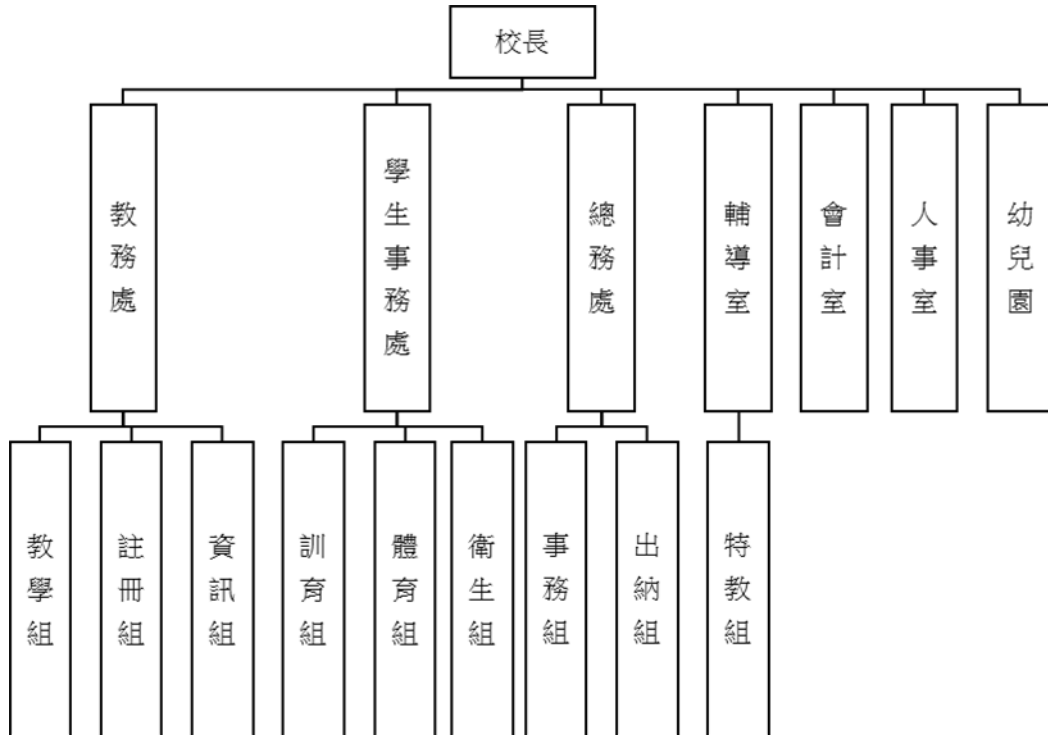 校長
教務處
學生事務處
總務處
輔導室
會計室
人事室
幼兒園
教學組
註冊組
資訊組
訓育組
體育組
衛生組
事務組
出納組
特教組